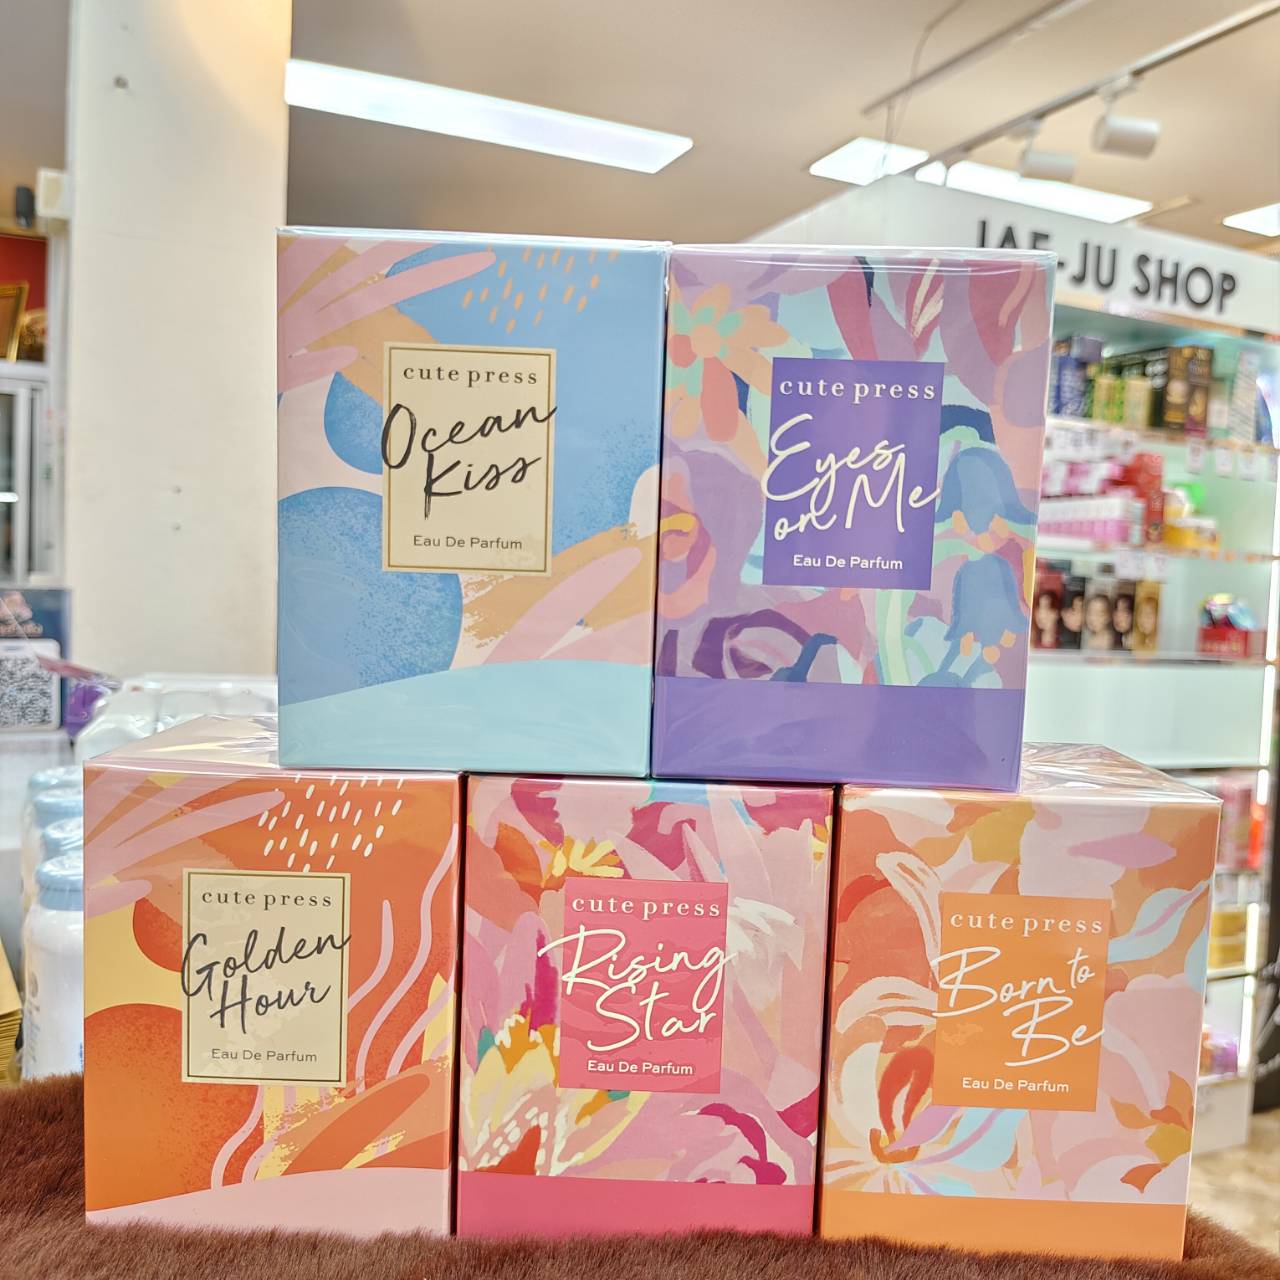 JAE-JU SHOP
cute press
Ocean
Kiss
Eau De Parfum
cute press
Eyes
on Me
Eau De Parfum
cute press
Golden
Hour
Eau De Parfum
cute press
Rising
Star
Eau De Parfum
cute press
Born to
Be
Eau De Parfum